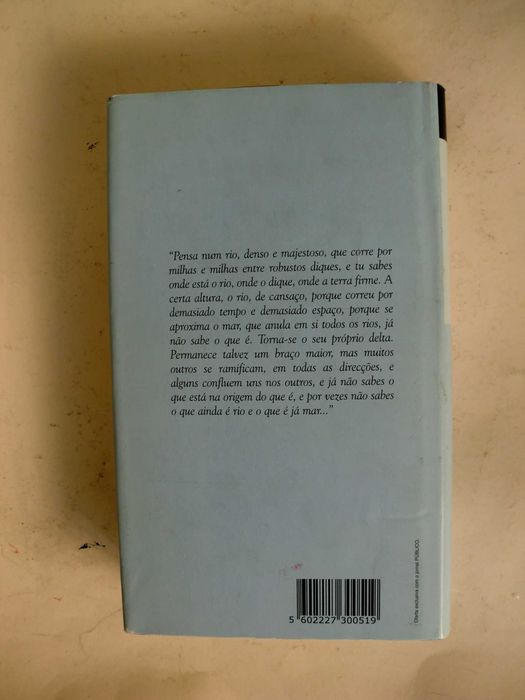 “Pensa num rio, denso e majestoso, que corre por
milhas e milhas entre robustos diques, e tu sabes
onde está o rio, onde o dique, onde a terra firme. A
certa altura, o rio, de cansaço, porque correu por
demasiado tempo e demasiado espaço, porque se
aproxima o mar, que anula em si todos os rios, já
não sabe o que é. Torna-se o seu próprio delta.
Permanece talvez um braço maior, mas muitos
outros se ramificam, em todas as direcções, e
alguns confluem uns nos outros, e já não sabes o
que está na origem do que é, e por vezes não sabes
o que ainda é rio e o que é já mar...”
5 602227 300519
Oferta exclusiva com o jornal PÚBLICO.